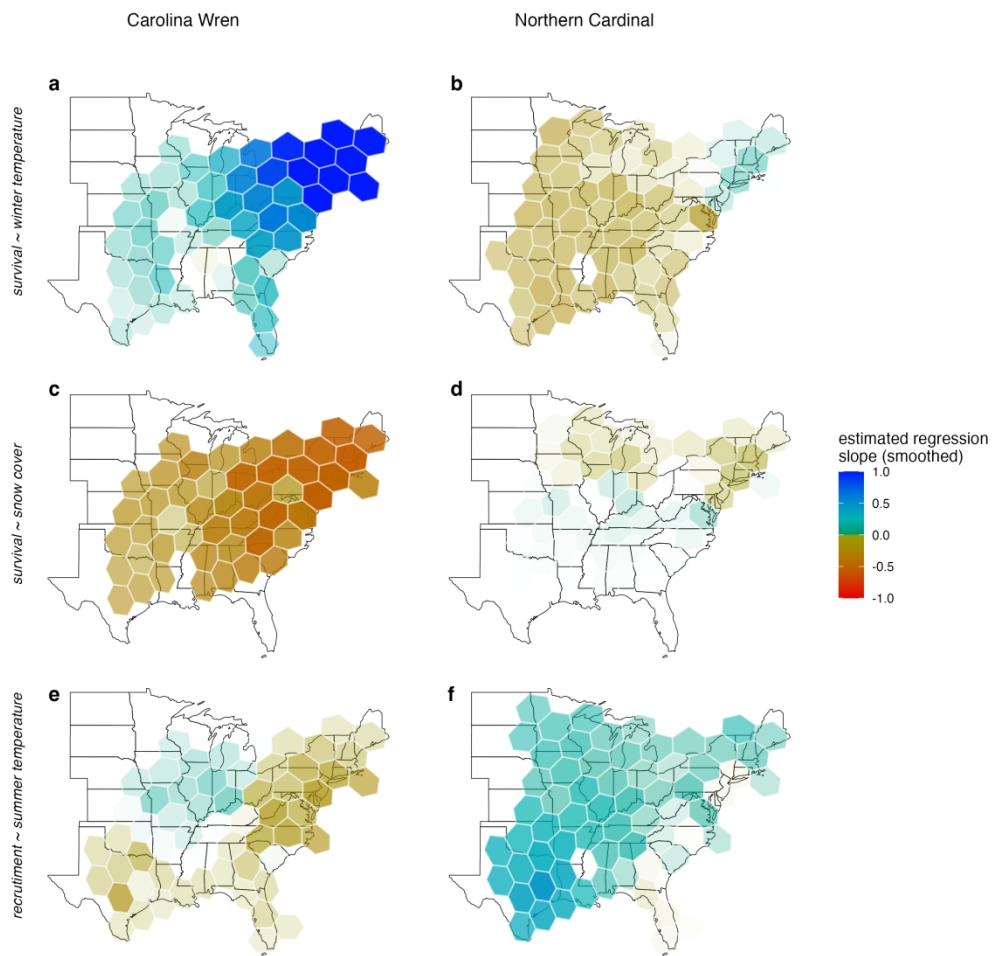 Carolina Wren
Northern Cardinal
a
b
survival ~ winter temperature
c
d
survival ~ snow cover
estimated regression
slope (smoothed)
1.0
0.5
0.0
-0.5
-1.0
e
f
recrutiment ~ summer temperature